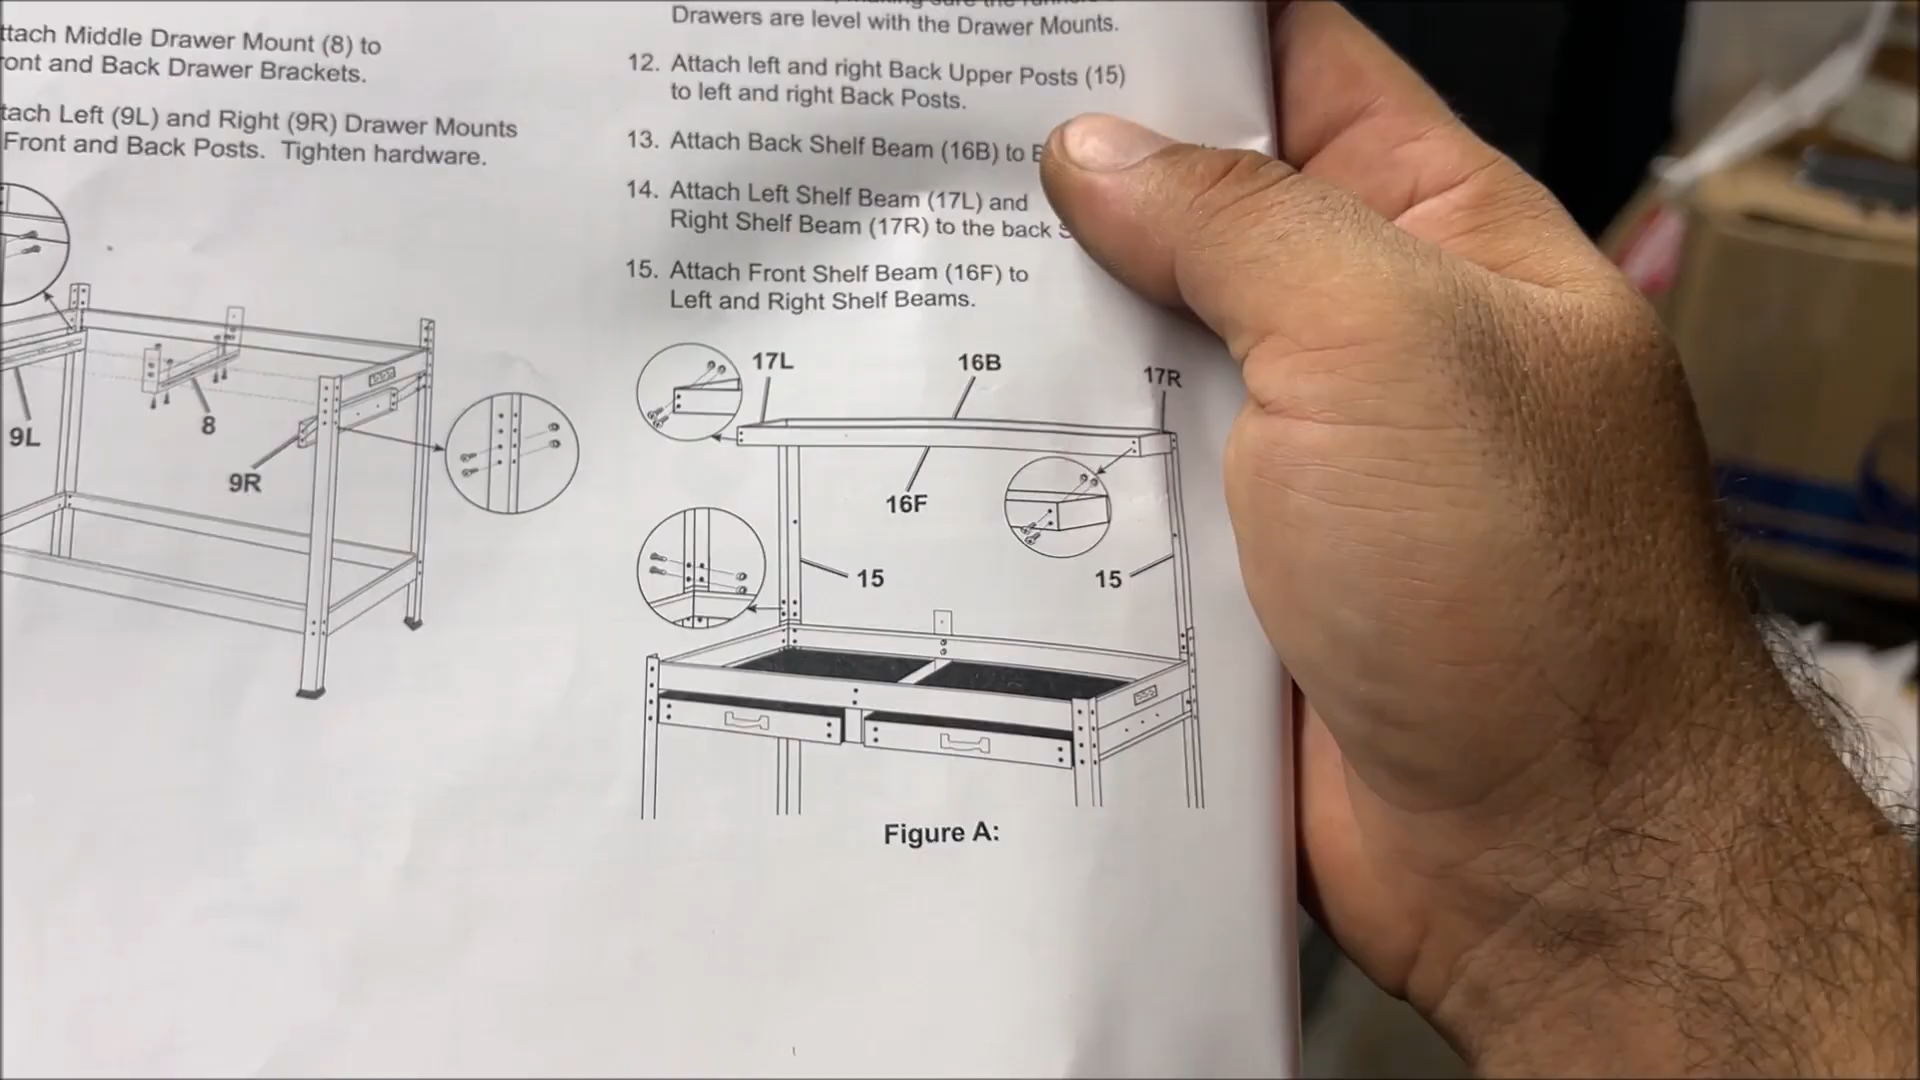 ttach Middle Drawer Mount (8) to
ront and Back Drawer Brackets.
tach Left (9L) and Right (9R) Drawer Mounts
Front and Back Posts. Tighten hardware.
9L
8
9R
Drawers are level with the Drawer Mounts.
12. Attach left and right Back Upper Posts (15)
to left and right Back Posts.
13. Attach Back Shelf Beam (16B) to
14. Attach Left Shelf Beam (17L) and
Right Shelf Beam (17R) to the back
15. Attach Front Shelf Beam (16F) to
Left and Right Shelf Beams.
17L
16B
17R
16F
15
15
Figure A: